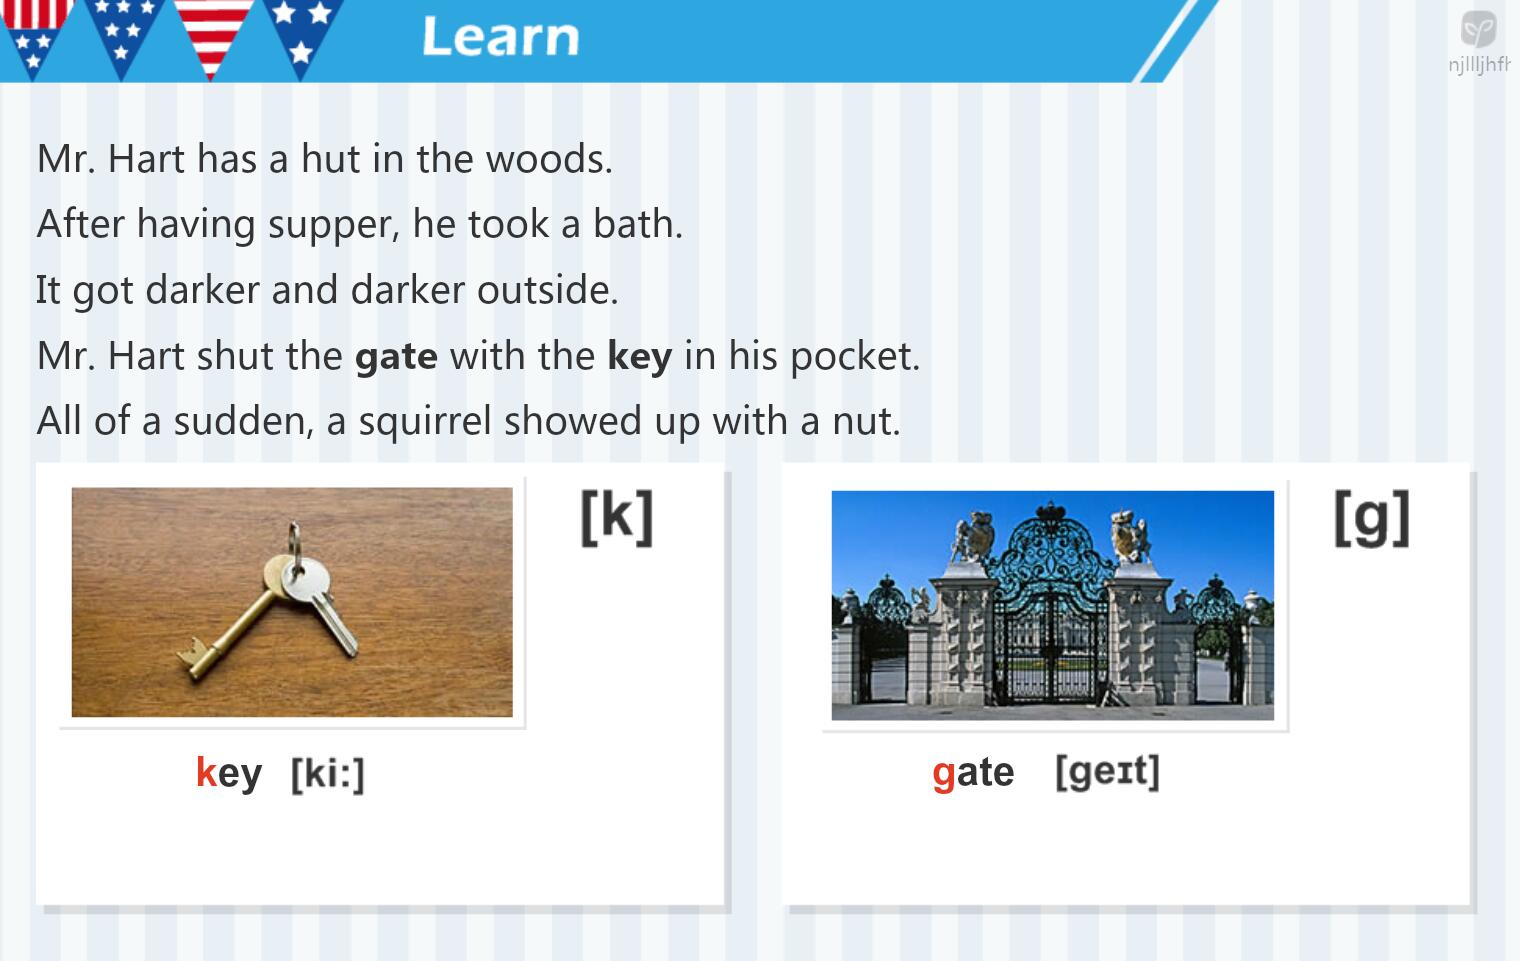 Learn
njllljhfh
Mr. Hart has a hut in the woods.
After having supper, he took a bath.
It got darker and darker outside.
Mr. Hart shut the gate with the key in his pocket.
All of a sudden, a squirrel showed up with a nut.
[k]
[g]
key [ki:]
gate [geɪt]